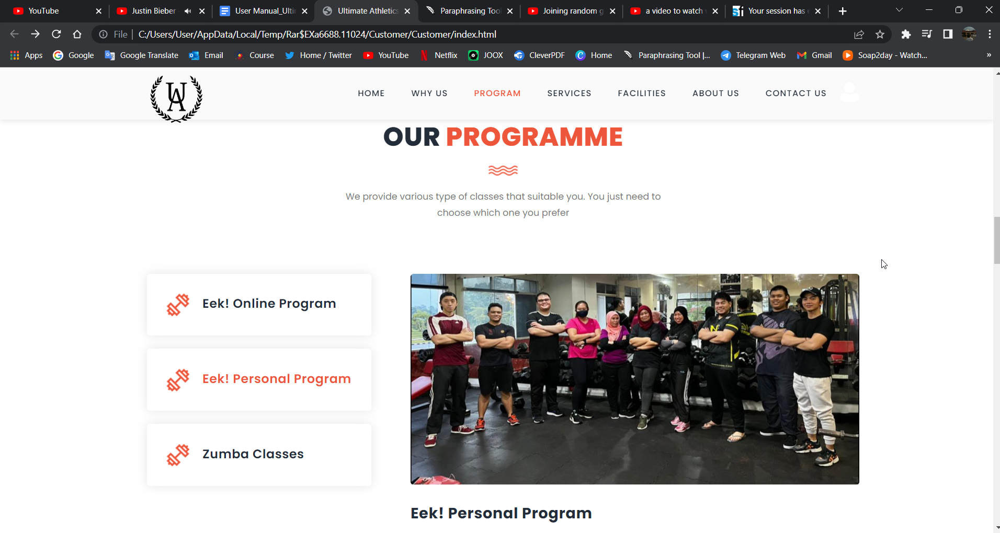 YouTube
Justin Bieber
User Manual_Ulti
Ultimate Athletics
Paraphrasing Too
Joining random g
a video to watch
Your session has
File
C:/Users/User/AppData/Local/Temp/Rar$EXa6688.11024/Customer/Customer/index.html
Apps
Google
Google Translate
Email
Course
Home / Twitter
YouTube
Netflix
JOOX
CleverPDF
Home
Paraphrasing Tool |...
Telegram Web
Gmail
Soap2day - Watch...
»
UA
HOME
WHY US
PROGRAM
SERVICES
FACILITIES
ABOUT US
CONTACT US
OUR PROGRAMME
We provide various type of classes that suitable you. You just need to
choose which one you prefer
Eek! Online Program
Eek! Personal Program
Zumba Classes
Eek! Personal Program